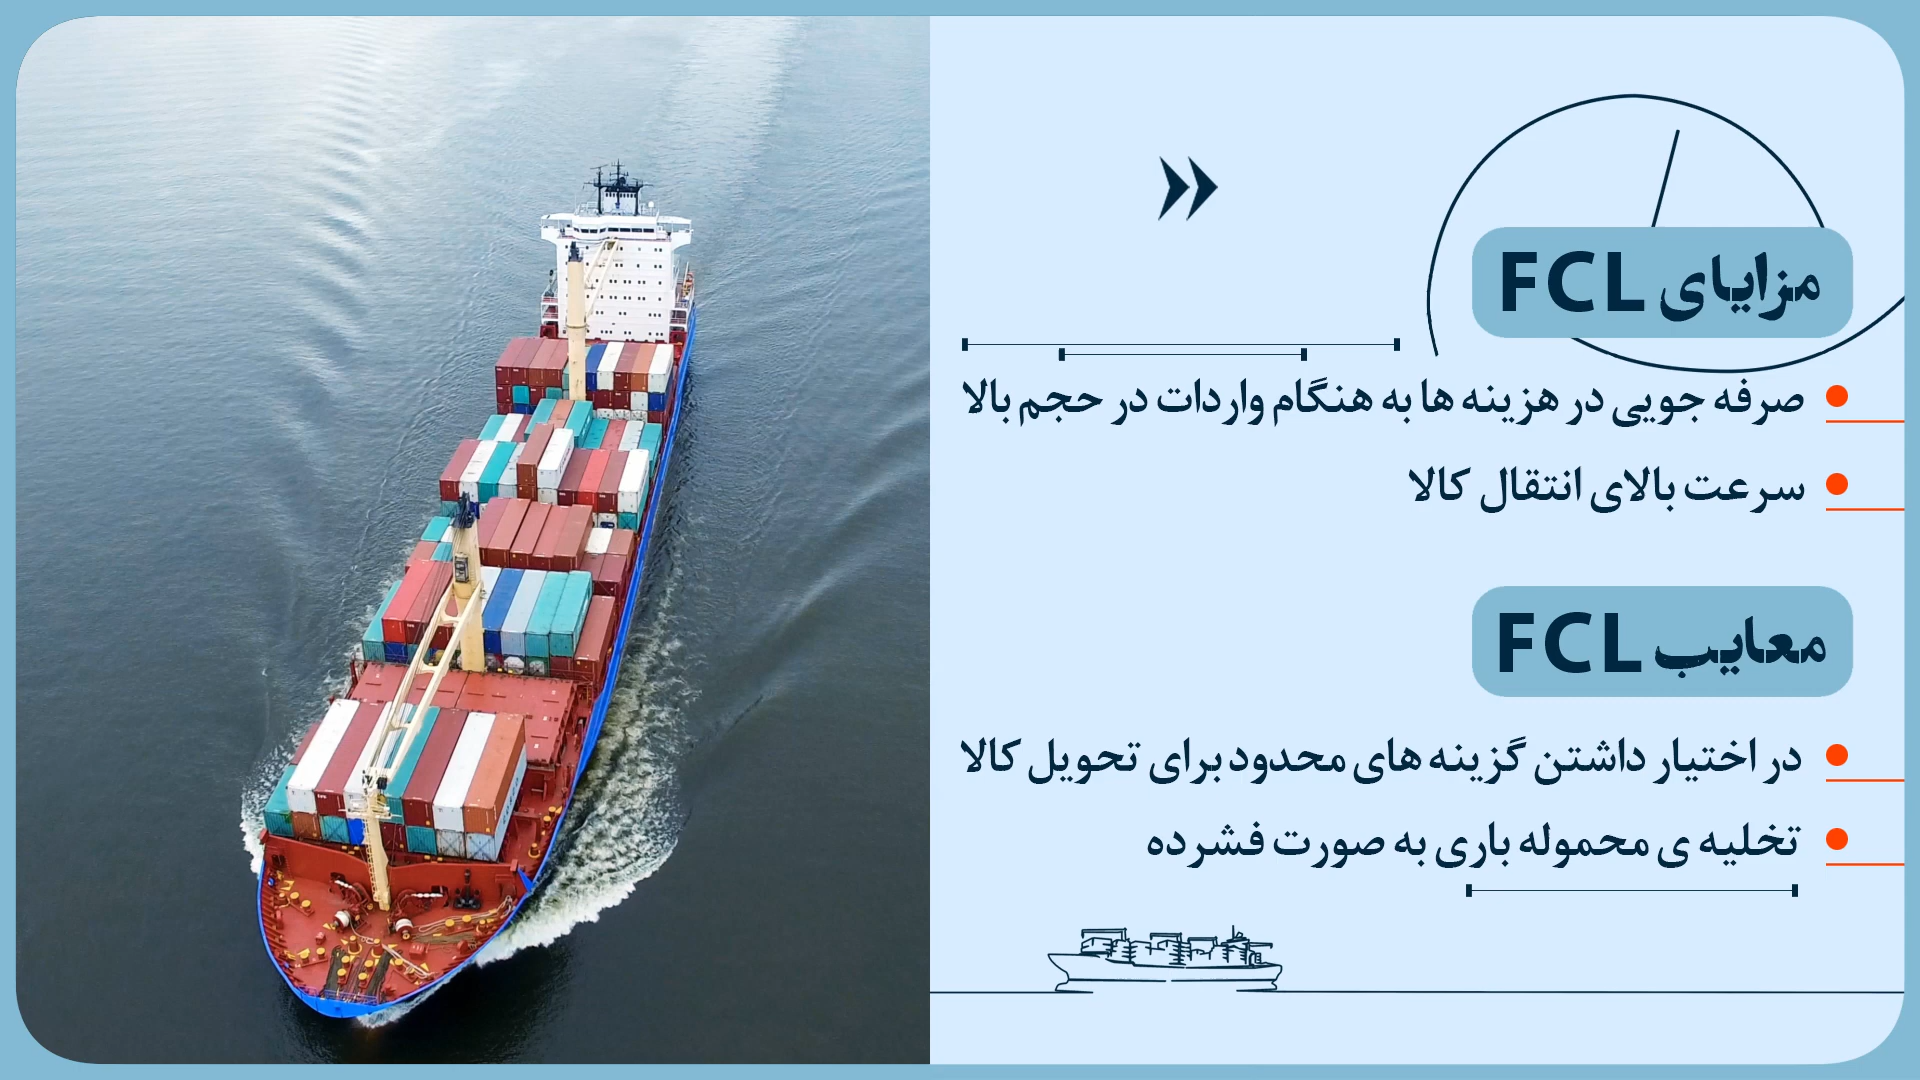 مزایای FCL
صرفه جویی در هزینه ها به هنگام واردات در حجم بالا
سرعت بالای انتقال کالا
معایب FCL
در اختیار داشتن گزینه های محدود برای تحویل کالا
تخلیه ی محموله باری به صورت فشرده